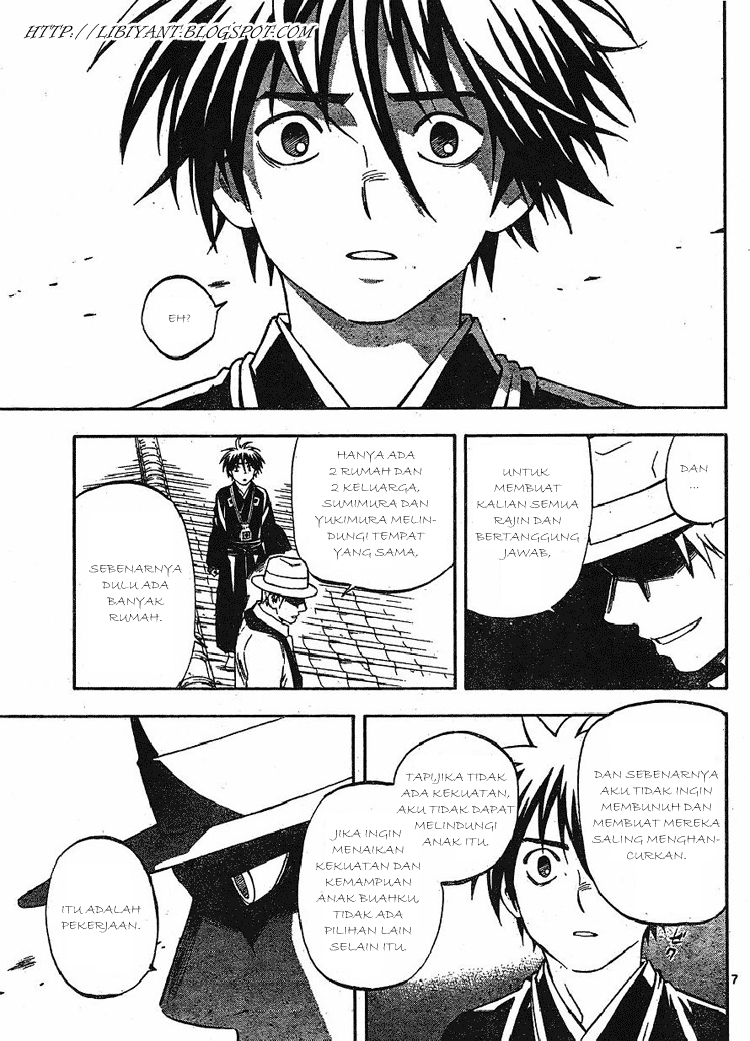 HTTP://LIBIYANT.BLOGSPOT.COM
EH?
DAN
...
UNTUK
MEMBUAT
KALIAN SEMUA
RAJIN DAN
BERTANGGUNG
JAWAB,
HANYA ADA
2 RUMAH DAN
2 KELUARGA,
SUMIMURA DAN
YUKIMURA MELIN-
DUNGI TEMPAT
YANG SAMA,
SEBENARNYA
DULU ADA
BANYAK
RUMAH.
DAN SEBENARNYA
AKU TIDAK INGIN
MEMBUNUH DAN
MEMBUAT MEREKA
SALING MENGHAN-
CURKAN.
TAPI,JIKA TIDAK
ADA KEKUATAN,
AKU TIDAK DAPAT
MELINDUNGI
ANAK ITU.
JIKA INGIN
MENAIKAN
KEKUATAN DAN
KEMAMPUAN
ANAK BUAHKU,
TIDAK ADA
PILIHAN LAIN
SELAIN ITU.
ITU ADALAH
PEKERJAAN.
7